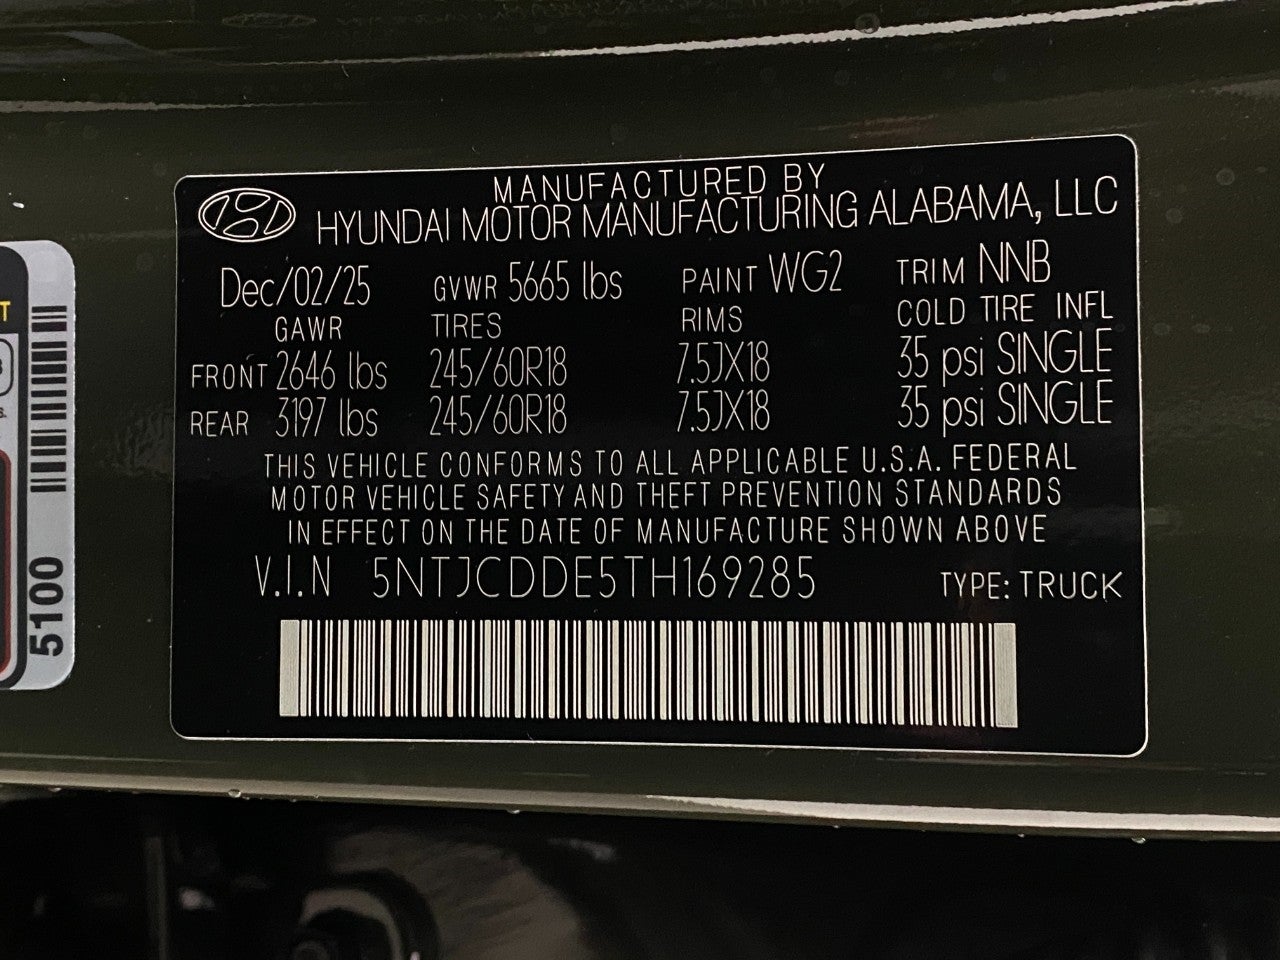 MANUFACTURED BY
HYUNDAI MOTOR MANUFACTURING ALABAMA, LLC
Dec/02/25 GVWR 5665 lbs PAINT WG2 TRIM NNB
GAWR TIRES RIMS COLD TIRE INFL
FRONT 2646 lbs 245/60R18 7.5JX18 35 psi SINGLE
REAR 3197 lbs 245/60R18 7.5JX18 35 psi SINGLE
THIS VEHICLE CONFORMS TO ALL APPLICABLE U.S.A. FEDERAL
MOTOR VEHICLE SAFETY AND THEFT PREVENTION STANDARDS
IN EFFECT ON THE DATE OF MANUFACTURE SHOWN ABOVE
V.I.N 5NTJCDDE5TH169285 TYPE: TRUCK
5100